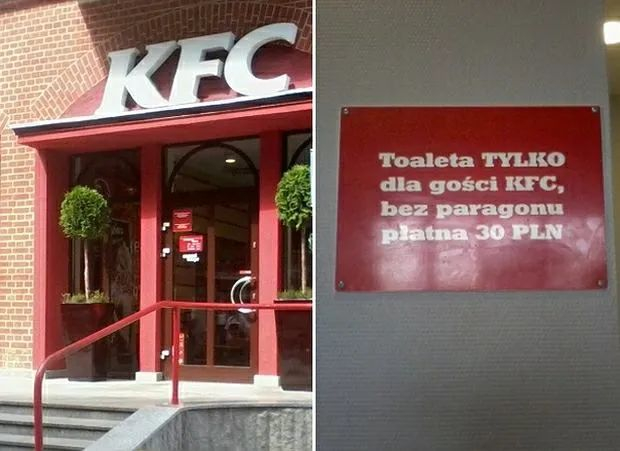 KFC
Toaleta TYLKO
dla gości KFC,
bez paragonu
płatna 30 PLN